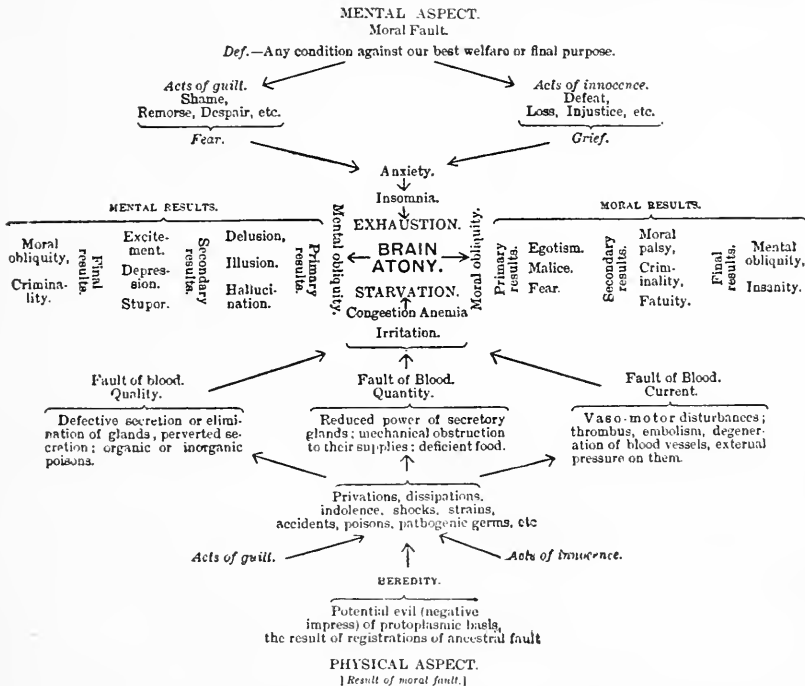 MENTAL ASPECT.
Moral Fault.
Def.—Any condition against our best welfare or final purpose.
Acts of guilt.
Shame,
Remorse, Despair, etc.
Fear.
Acts of innocence.
Defeat,
Loss, Injustice, etc.
Grief.
Anxiety.
Insomnia.
EXHAUSTION.
BRAIN
ATONY.
STARVATION.
Congestion Anemia
Irritation.
MENTAL RESULTS.
Moral
obliquity,
Crimina-
lity.
Final
results.
Excite-
ment.
Depres-
sion.
Stupor.
Secondary
results.
Delusion,
Illusion.
Halluci-
nation.
Primary
results.
Mental obliquity.
MORAL RESULTS.
Moral obliquity.
Primary
results.
Egotism.
Malice.
Fear.
Secondary
results.
Moral
palsy,
Crim-
inality,
Fatuity.
Final
results.
Mental
obliquity,
Insanity.
Fault of blood.
Quality.
Defective secretion or elimi-
nation of glands, perverted se-
cretion; organic or inorganic
poisons.
Fault of Blood.
Quantity.
Reduced power of secretory
glands; mechanical obstruction
to their supplies; deficient food.
Fault of Blood.
Current.
Vaso-motor disturbances;
thrombus, embolism, degener-
ation of blood vessels, external
pressure on them.
Privations, dissipations,
indolence, shocks, strains,
accidents, poisons, pathogenic germs, etc
Acts of guilt.
Acts of innocence.
HEREDITY.
Potential evil (negative
impress) of protoplasmic basis,
the result of registrations of ancestral fault
PHYSICAL ASPECT.
[Result of moral fault.]